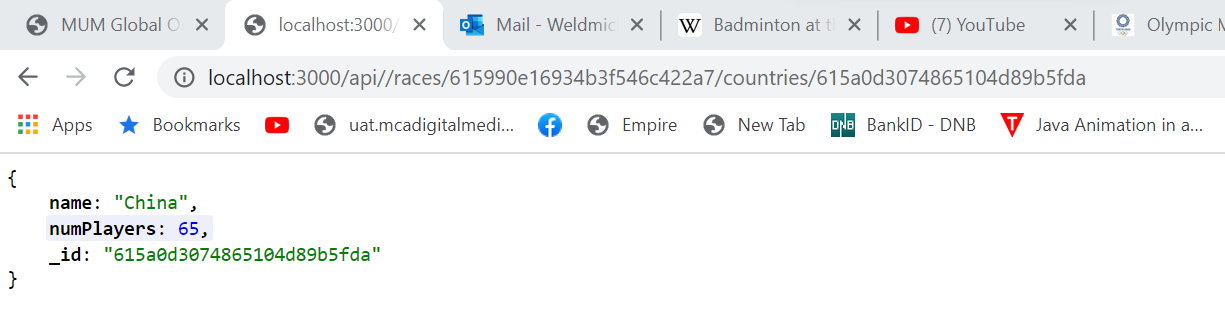 MUM Global O
localhost:3000/
Mail - Weldmic
Badminton at t
(7) YouTube
Olympic M
localhost:3000/api//races/615990e16934b3f546c422a7/countries/615a0d3074865104d89b5fda
Apps
Bookmarks
uat.mcadigitalmedi...
Empire
New Tab
DNB
BankID - DNB
Java Animation in a...
{
name: "China",
numPlayers: 65,
_id: "615a0d3074865104d89b5fda"
}